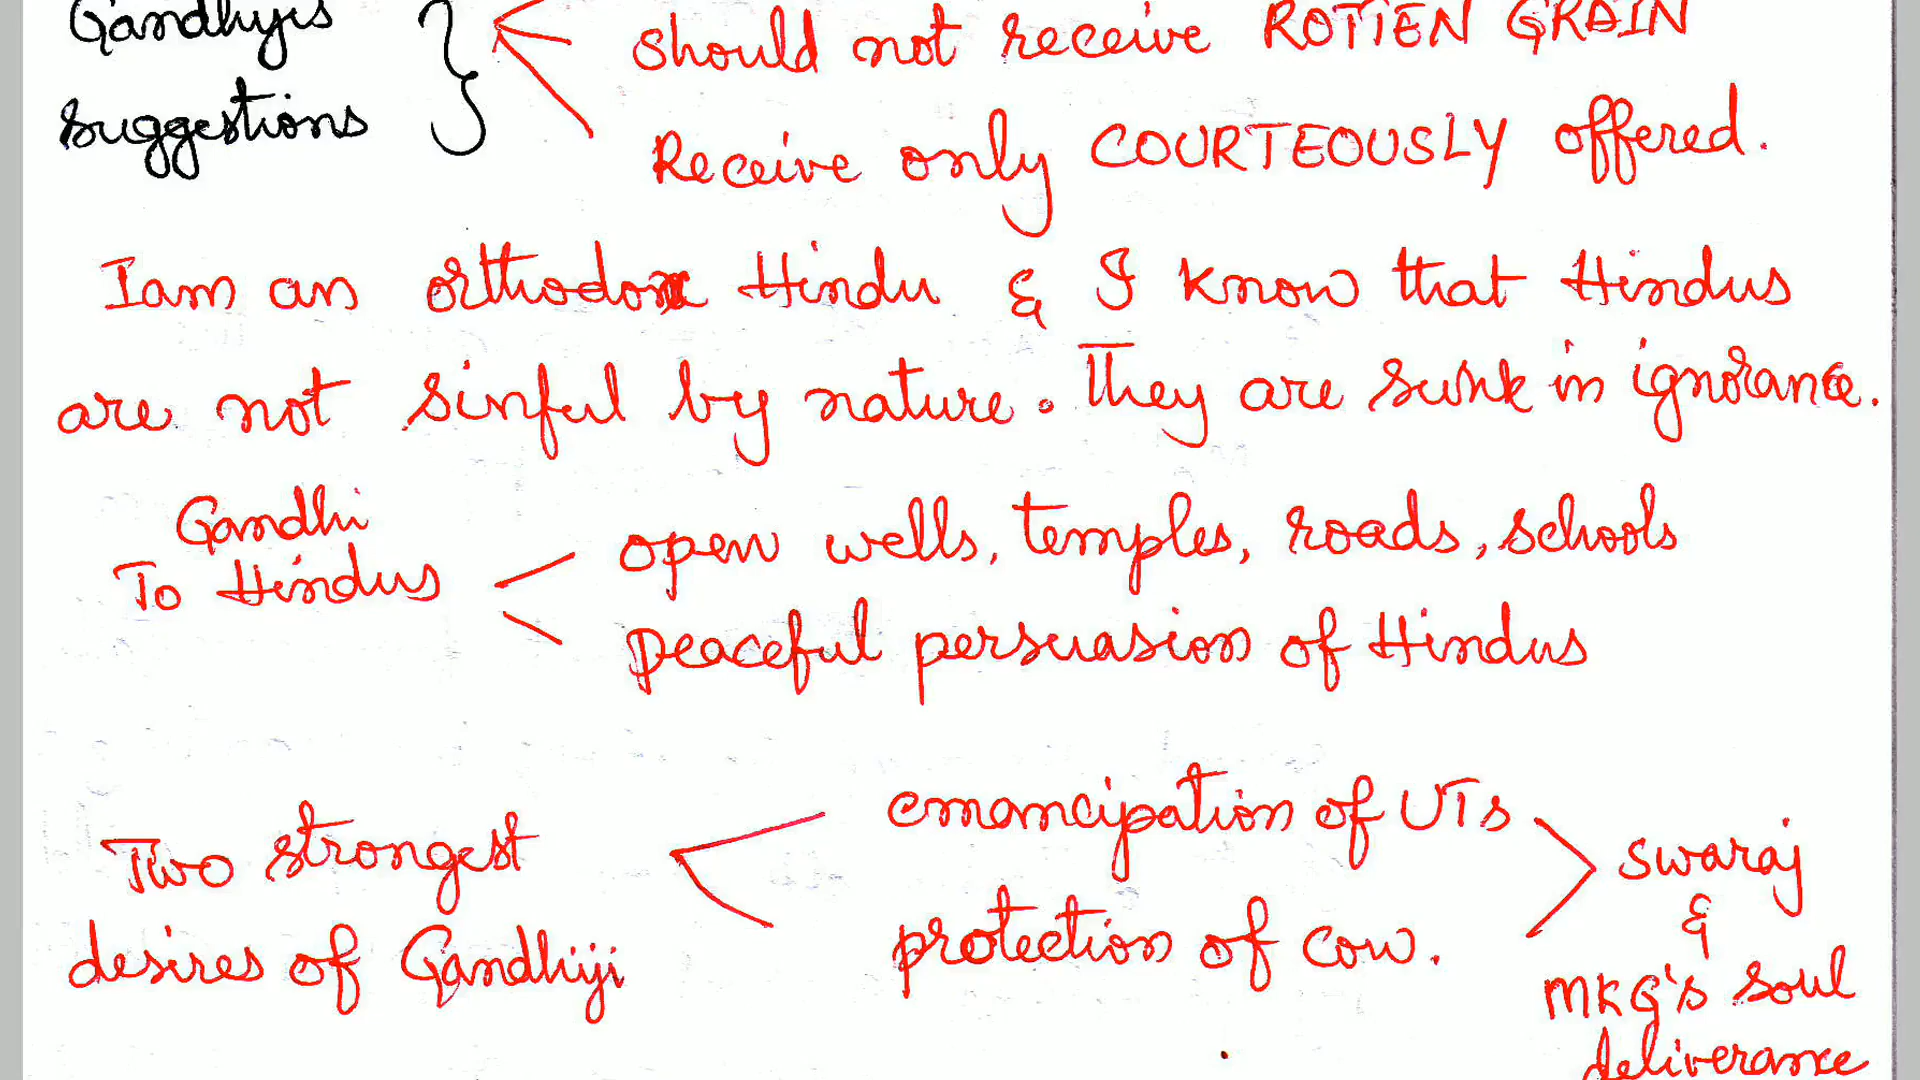 Gandhyis
suggestions
should not receive ROTTEN GRAIN
Receive only COURTEOUSLY offered.
I am an orthodox Hindu & I know that Hindus
are not sinful by nature. They are sunk in ignorance.
Gandhi
To Hindus
open wells, temples, roads, schools
peaceful persuasion of Hindus
Two strongest
desires of Gandhiji
emancipation of UTs
protection of cow.
swaraj
&
MKG's soul
deliverance